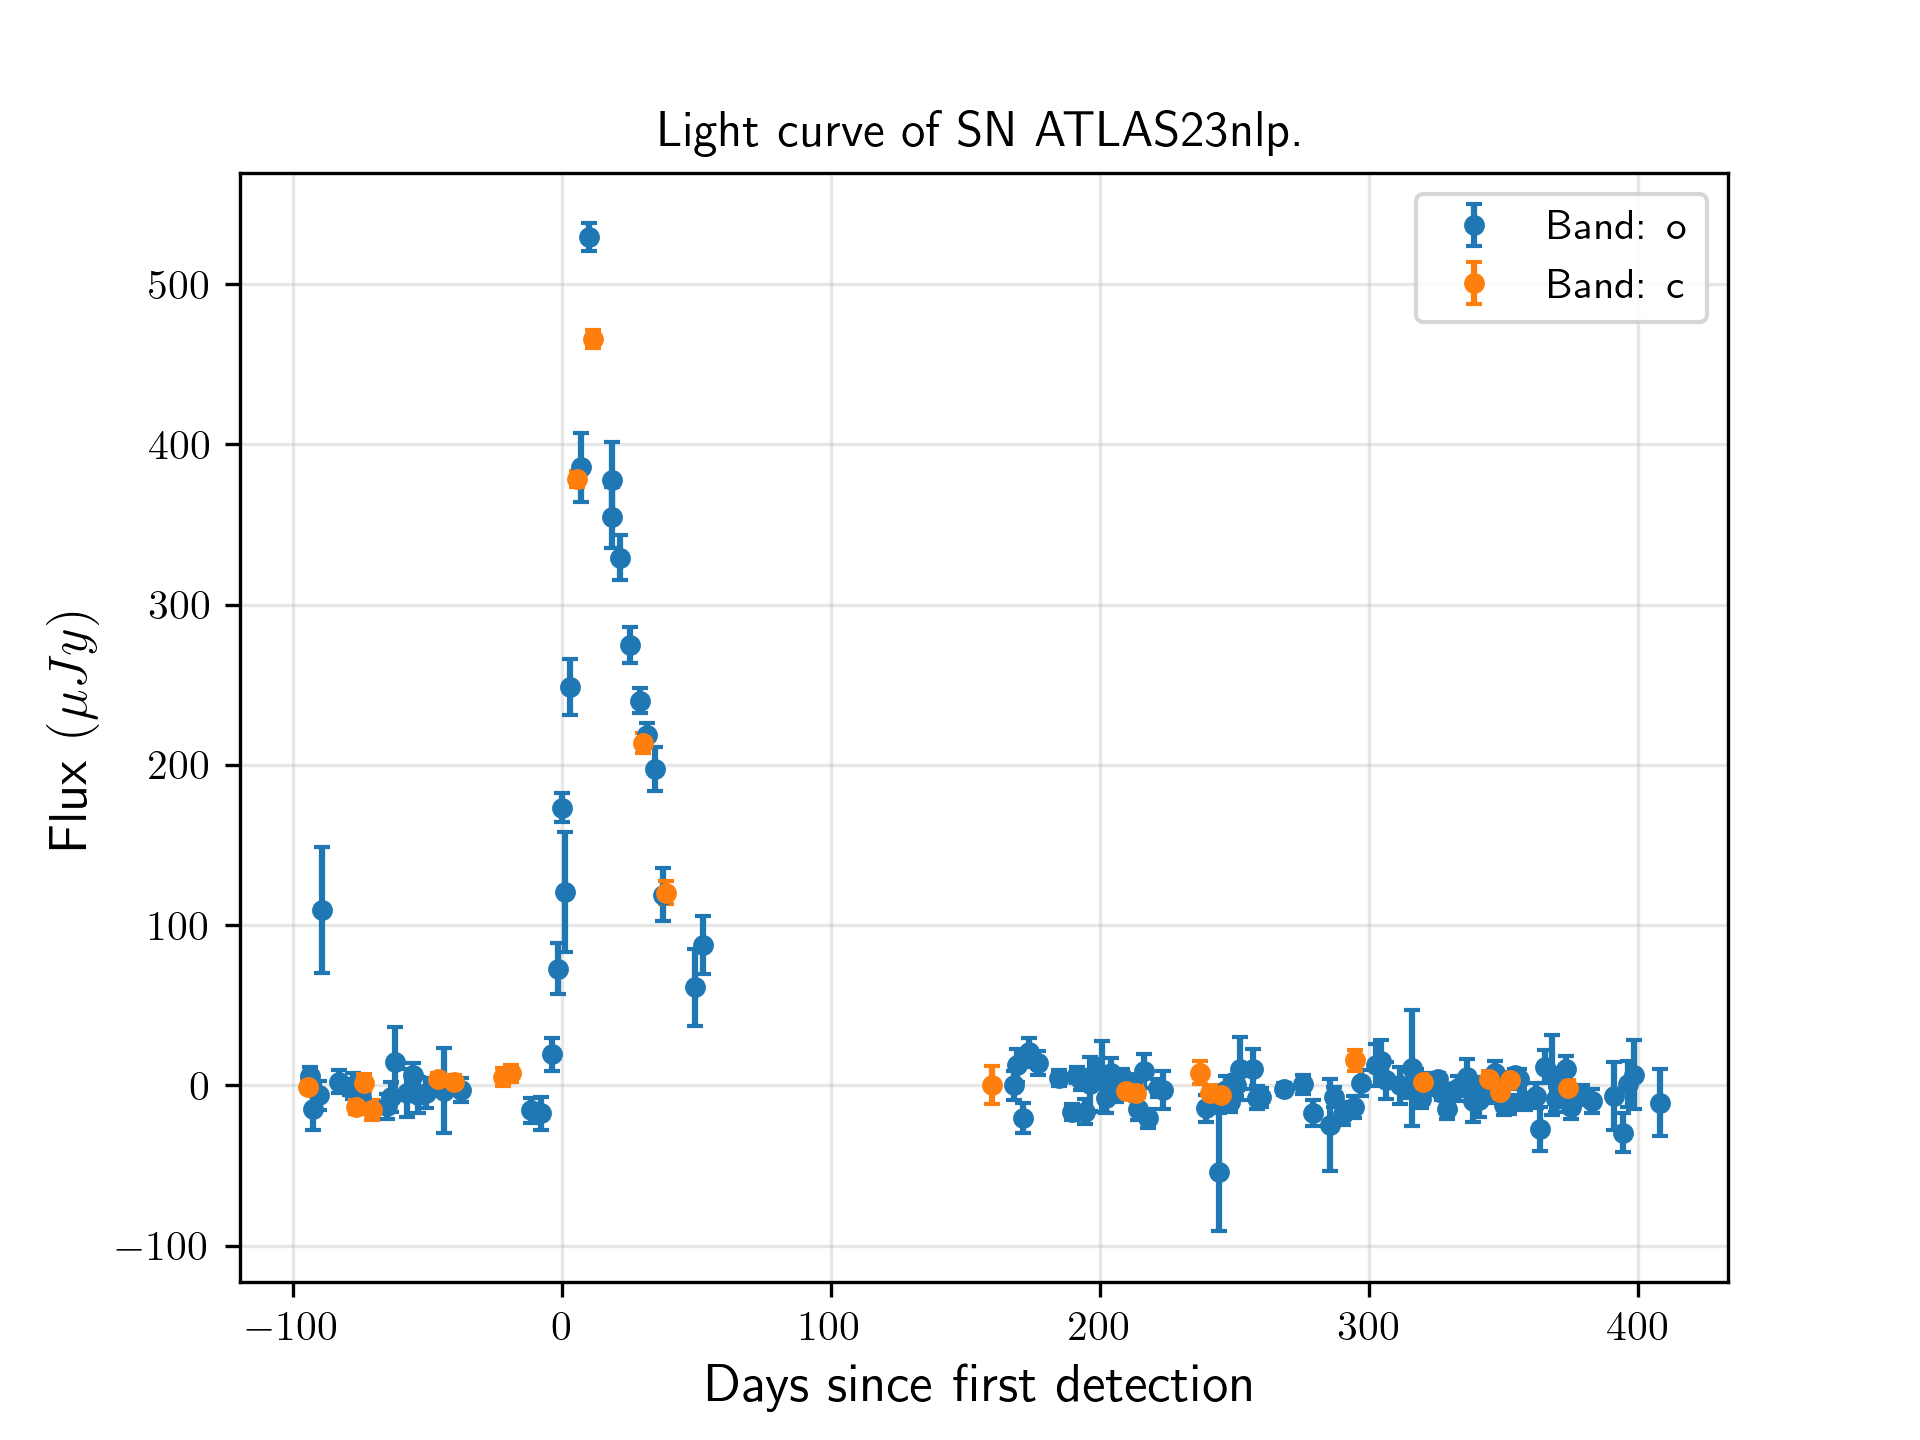 Light curve of SN ATLAS23nlp.
Band: o
Band: c
500
400
300
200
100
0
−100
Flux (μJy)
−100 0 100 200 300 400
Days since first detection